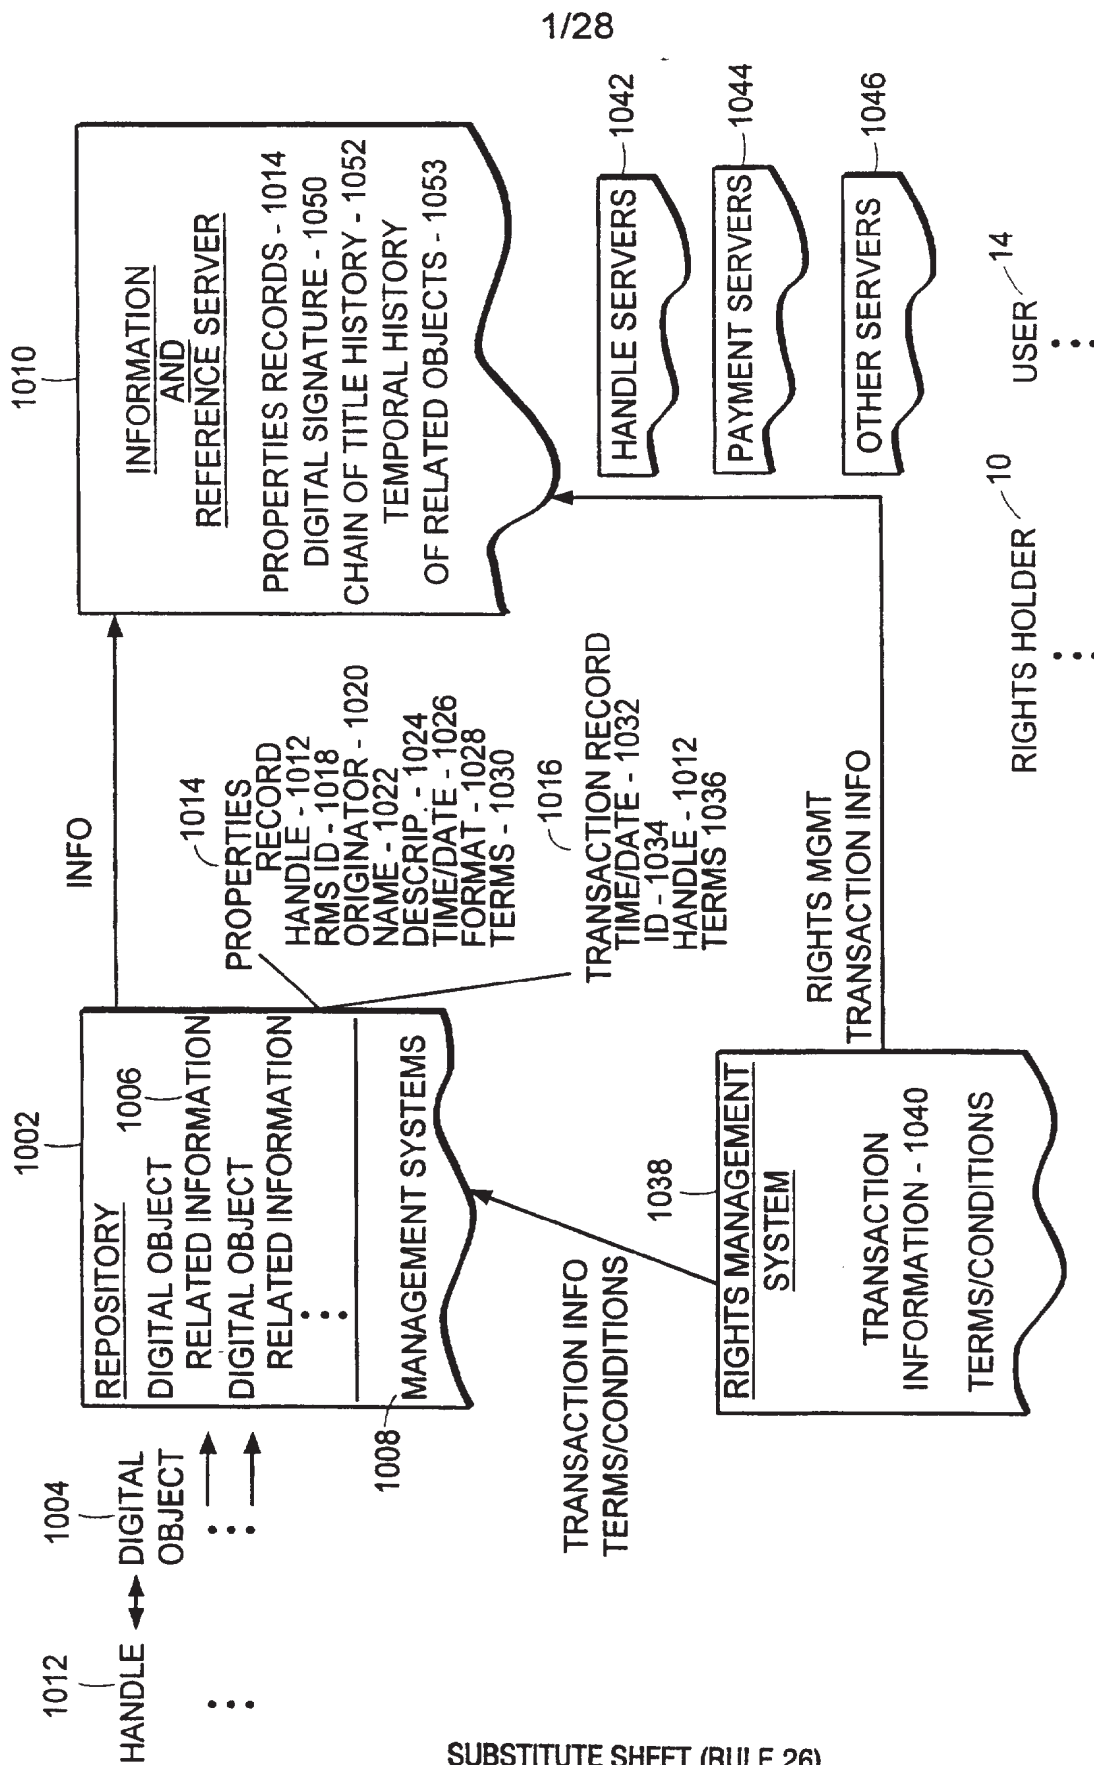 1/28
1012
HANDLE
1004
DIGITAL
OBJECT
1002
REPOSITORY
DIGITAL OBJECT
1006
RELATED INFORMATION
DIGITAL OBJECT
RELATED INFORMATION
1008
MANAGEMENT SYSTEMS
INFO
1010
INFORMATION
AND
REFERENCE SERVER
PROPERTIES RECORDS - 1014
DIGITAL SIGNATURE - 1050
CHAIN OF TITLE HISTORY - 1052
TEMPORAL HISTORY
OF RELATED OBJECTS - 1053
1014
PROPERTIES
RECORD
HANDLE - 1012
RMS ID - 1018
ORIGINATOR - 1020
NAME - 1022
DESCRIP. - 1024
TIME/DATE - 1026
FORMAT - 1028
TERMS - 1030
1016
TRANSACTION RECORD
TIME/DATE - 1032
ID - 1034
HANDLE - 1012
TERMS 1036
TRANSACTION INFO
TERMS/CONDITIONS
1038
RIGHTS MANAGEMENT
SYSTEM
TRANSACTION
INFORMATION - 1040
TERMS/CONDITIONS
RIGHTS MGMT
TRANSACTION INFO
HANDLE SERVERS
1042
PAYMENT SERVERS
1044
OTHER SERVERS
1046
RIGHTS HOLDER
10
USER
14
SUBSTITUTE SHEET (RULE 26)